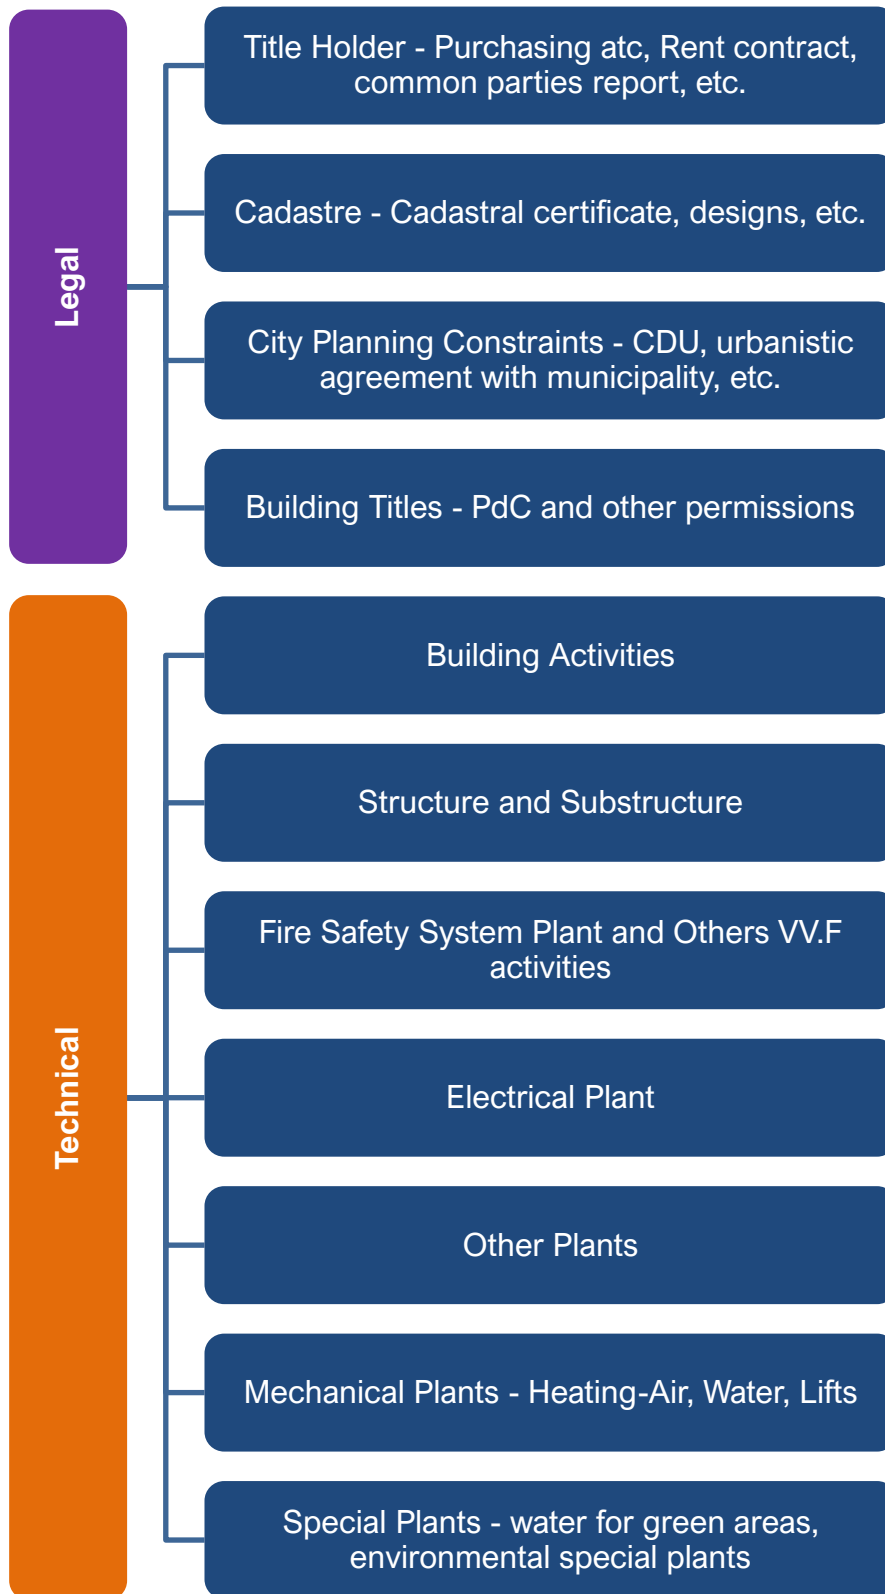 Legal
Title Holder - Purchasing atc, Rent contract,
common parties report, etc.
Cadastre - Cadastral certificate, designs, etc.
City Planning Constraints - CDU, urbanistic
agreement with municipality, etc.
Building Titles - PdC and other permissions
Technical
Building Activities
Structure and Substructure
Fire Safety System Plant and Others VV.F
activities
Electrical Plant
Other Plants
Mechanical Plants - Heating-Air, Water, Lifts
Special Plants - water for green areas,
environmental special plants